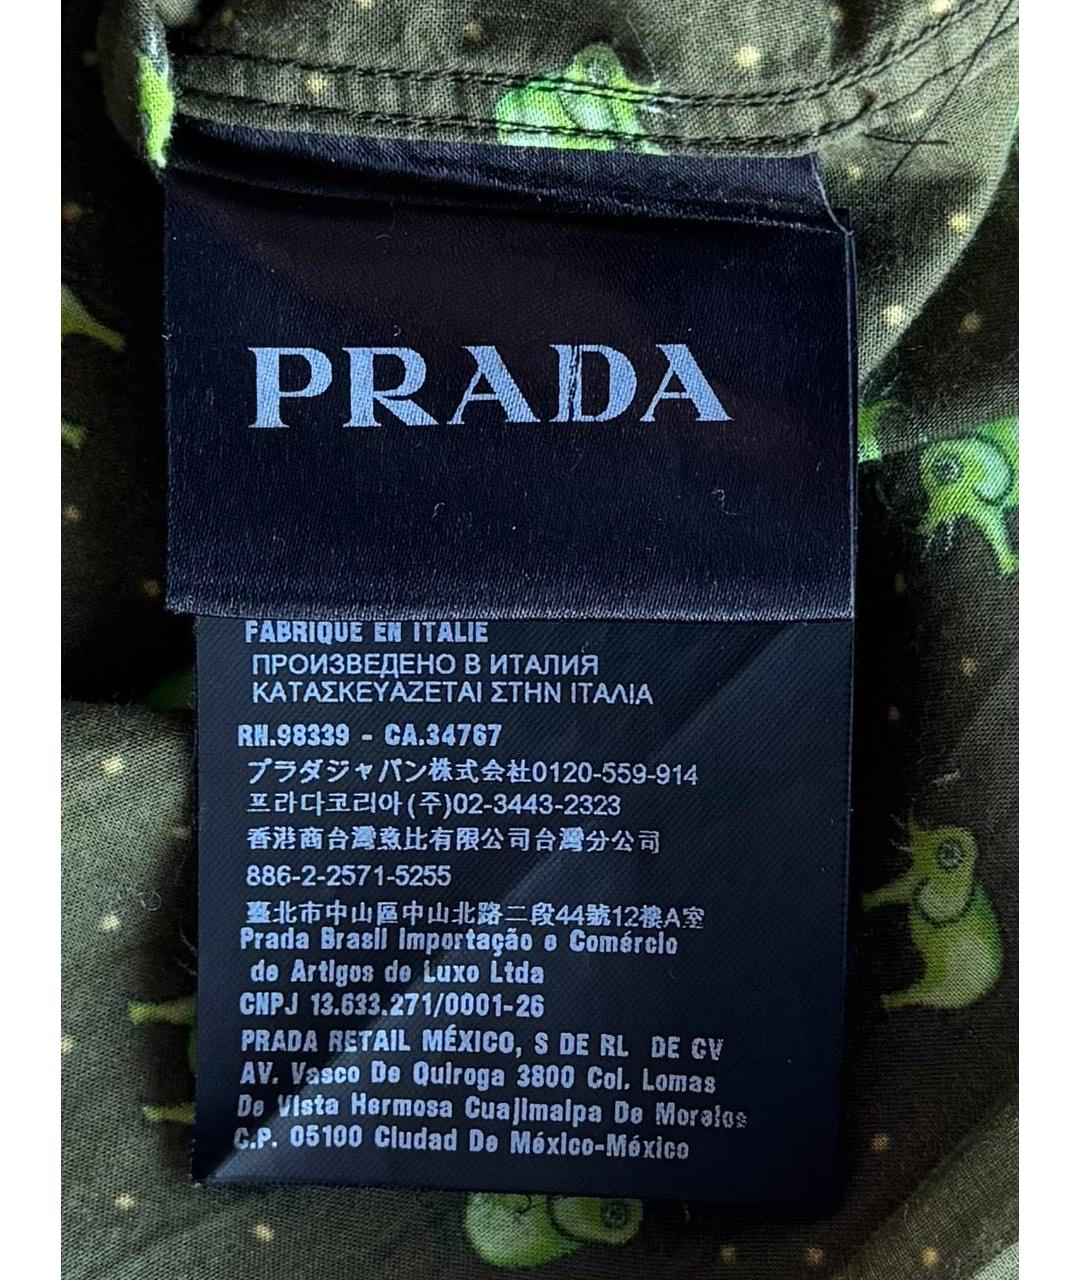 PRADA
FABRIQUE EN ITALIE
ПРОИЗВЕДЕНО В ИТАЛИЯ
ΚΑΤΑΣΚΕΥΑΖΕΤΑΙ ΣΤΗΝ ΙΤΑΛΙΑ
RN.98339 - CA.34767
プラダジャパン株式会社0120-559-914
프라다코리아(주)02-3443-2323
香港商台灣壹比有限公司台灣分公司
886-2-2571-5255
臺北市中山區中山北路二段44號12樓A室
Prada Brasil Importação e Comércio
de Artigos de Luxo Ltda
CNPJ 13.633.271/0001-26
PRADA RETAIL MÉXICO, S DE RL DE CV
AV. Vasco De Quiroga 3800 Col. Lomas
De Vista Hermosa Cuajimalpa De Morelos
C.P. 05100 Ciudad De México-México